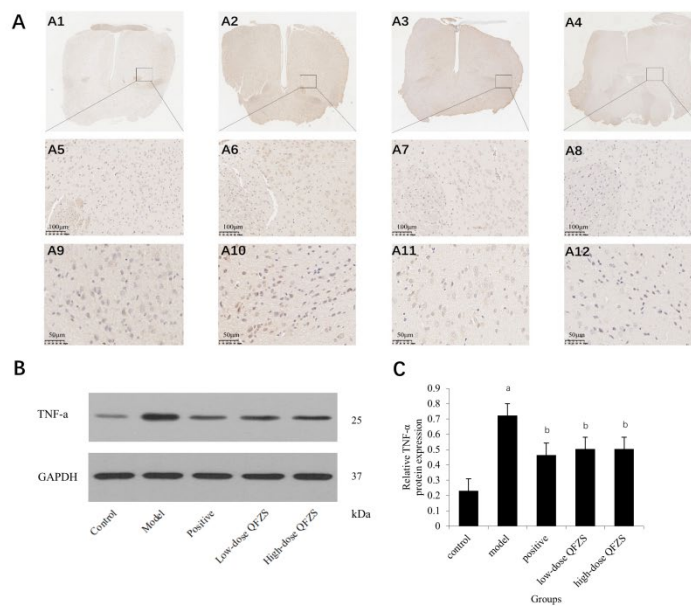 A
A1
A2
A3
A4
A5
A6
A7
A8
100μm
100μm
100μm
100μm
A9
A10
A11
A12
50μm
50μm
50μm
50μm
B
TNF-a
25
GAPDH
37
kDa
Control
Model
Positive
Low-dose QFZS
High-dose QFZS
C
Relative TNF-α
protein expression
0.9
0.8
0.7
0.6
0.5
0.4
0.3
0.2
0.1
0
a
b
b
b
control
model
positive
low-dose QFZS
high-dose QFZS
Groups